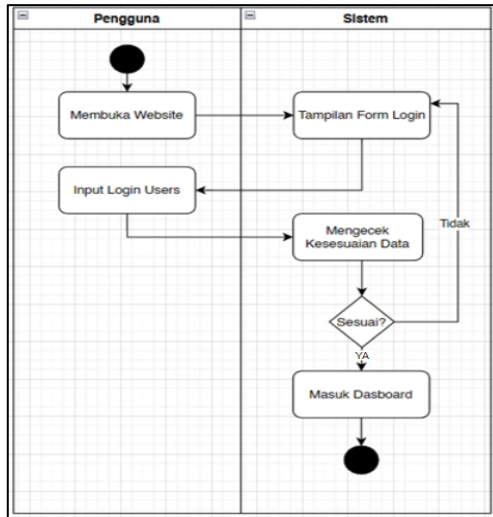 Pengguna
Sistem
Membuka Website
Tampilan Form Login
Input Login Users
Mengecek
Kesesuaian Data
Tidak
Sesuai?
YA
Masuk Dasboard